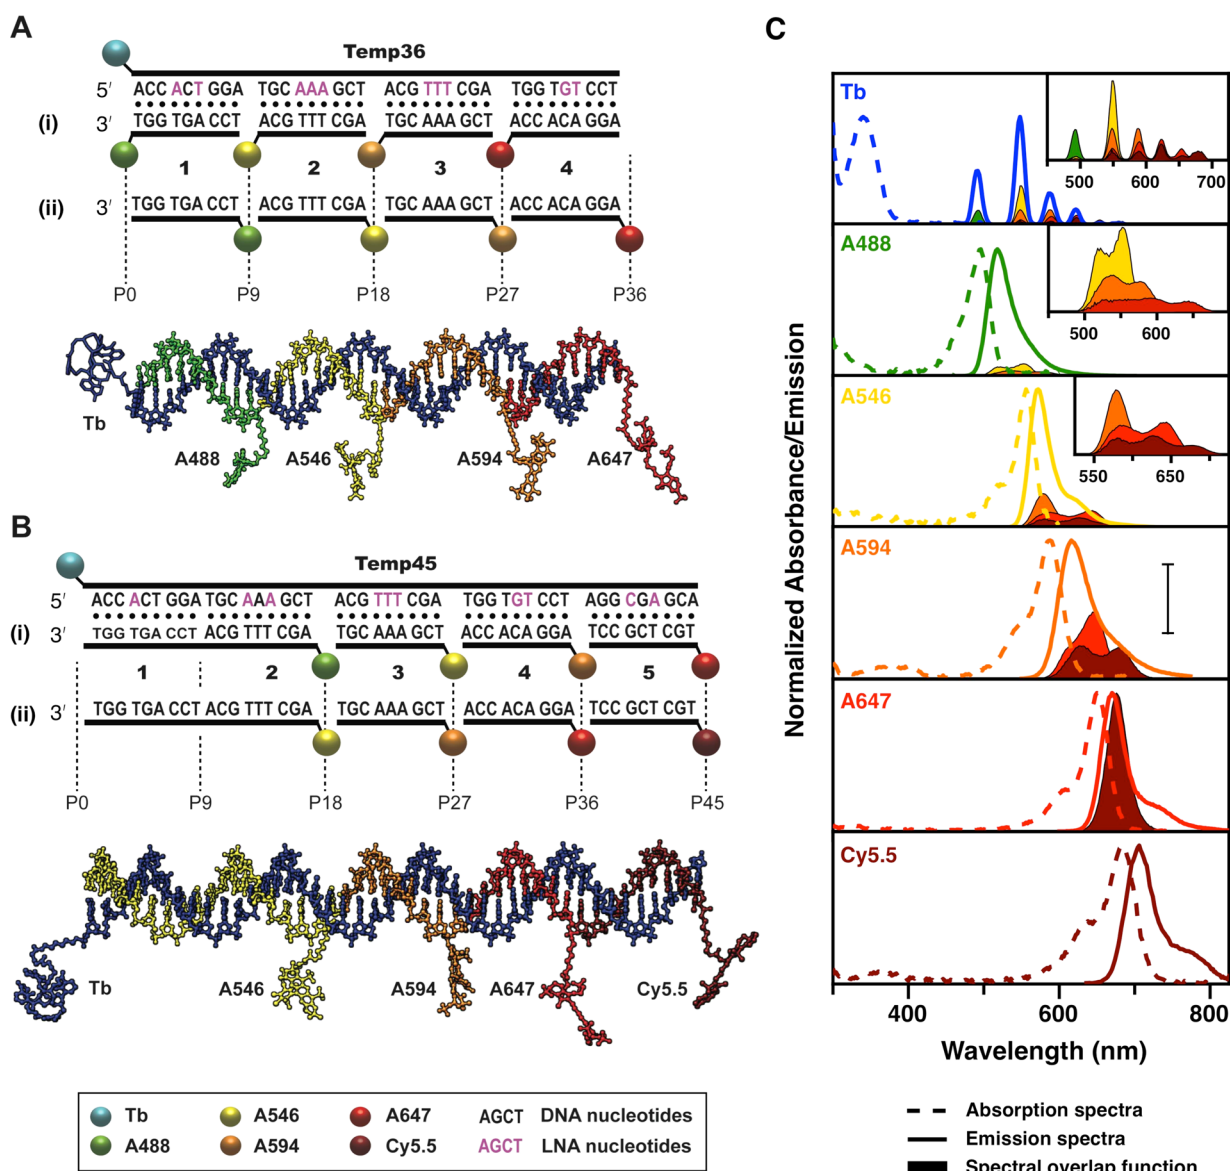 A
Temp36
5′ ACC ACT GGA TGC AAA GCT ACG TTT CGA TGG TGT CCT
(i) 3′ TGG TGA CCT ACG TTT CGA TGC AAA GCT ACC ACA GGA
1 2 3 4
(ii) 3′ TGG TGA CCT ACG TTT CGA TGC AAA GCT ACC ACA GGA
P0 P9 P18 P27 P36
Tb
A488 A546 A594 A647
B
Temp45
5′ ACC ACT GGA TGC AAA GCT ACG TTT CGA TGG TGT CCT AGG CGA GCA
(i) 3′ TGG TGA CCT ACG TTT CGA TGC AAA GCT ACC ACA GGA TCC GCT CGT
1 2 3 4 5
(ii) 3′ TGG TGA CCT ACG TTT CGA TGC AAA GCT ACC ACA GGA TCC GCT CGT
P0 P9 P18 P27 P36 P45
Tb A546 A594 A647 Cy5.5
Tb A546 A647 AGCT DNA nucleotides
A488 A594 Cy5.5 AGCT LNA nucleotides
C
Normalized Absorbance/Emission
Tb
500 600 700
A488
500 600
A546
550 650
A594
A647
Cy5.5
400 600 800
Wavelength (nm)
Absorption spectra
Emission spectra
Spectral overlap function